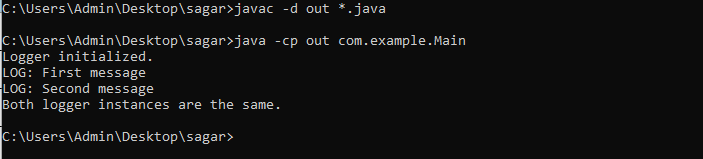 C:\Users\Admin\Desktop\sagar>javac -d out *.java
C:\Users\Admin\Desktop\sagar>java -cp out com.example.Main
Logger initialized.
LOG: First message
LOG: Second message
Both logger instances are the same.
C:\Users\Admin\Desktop\sagar>